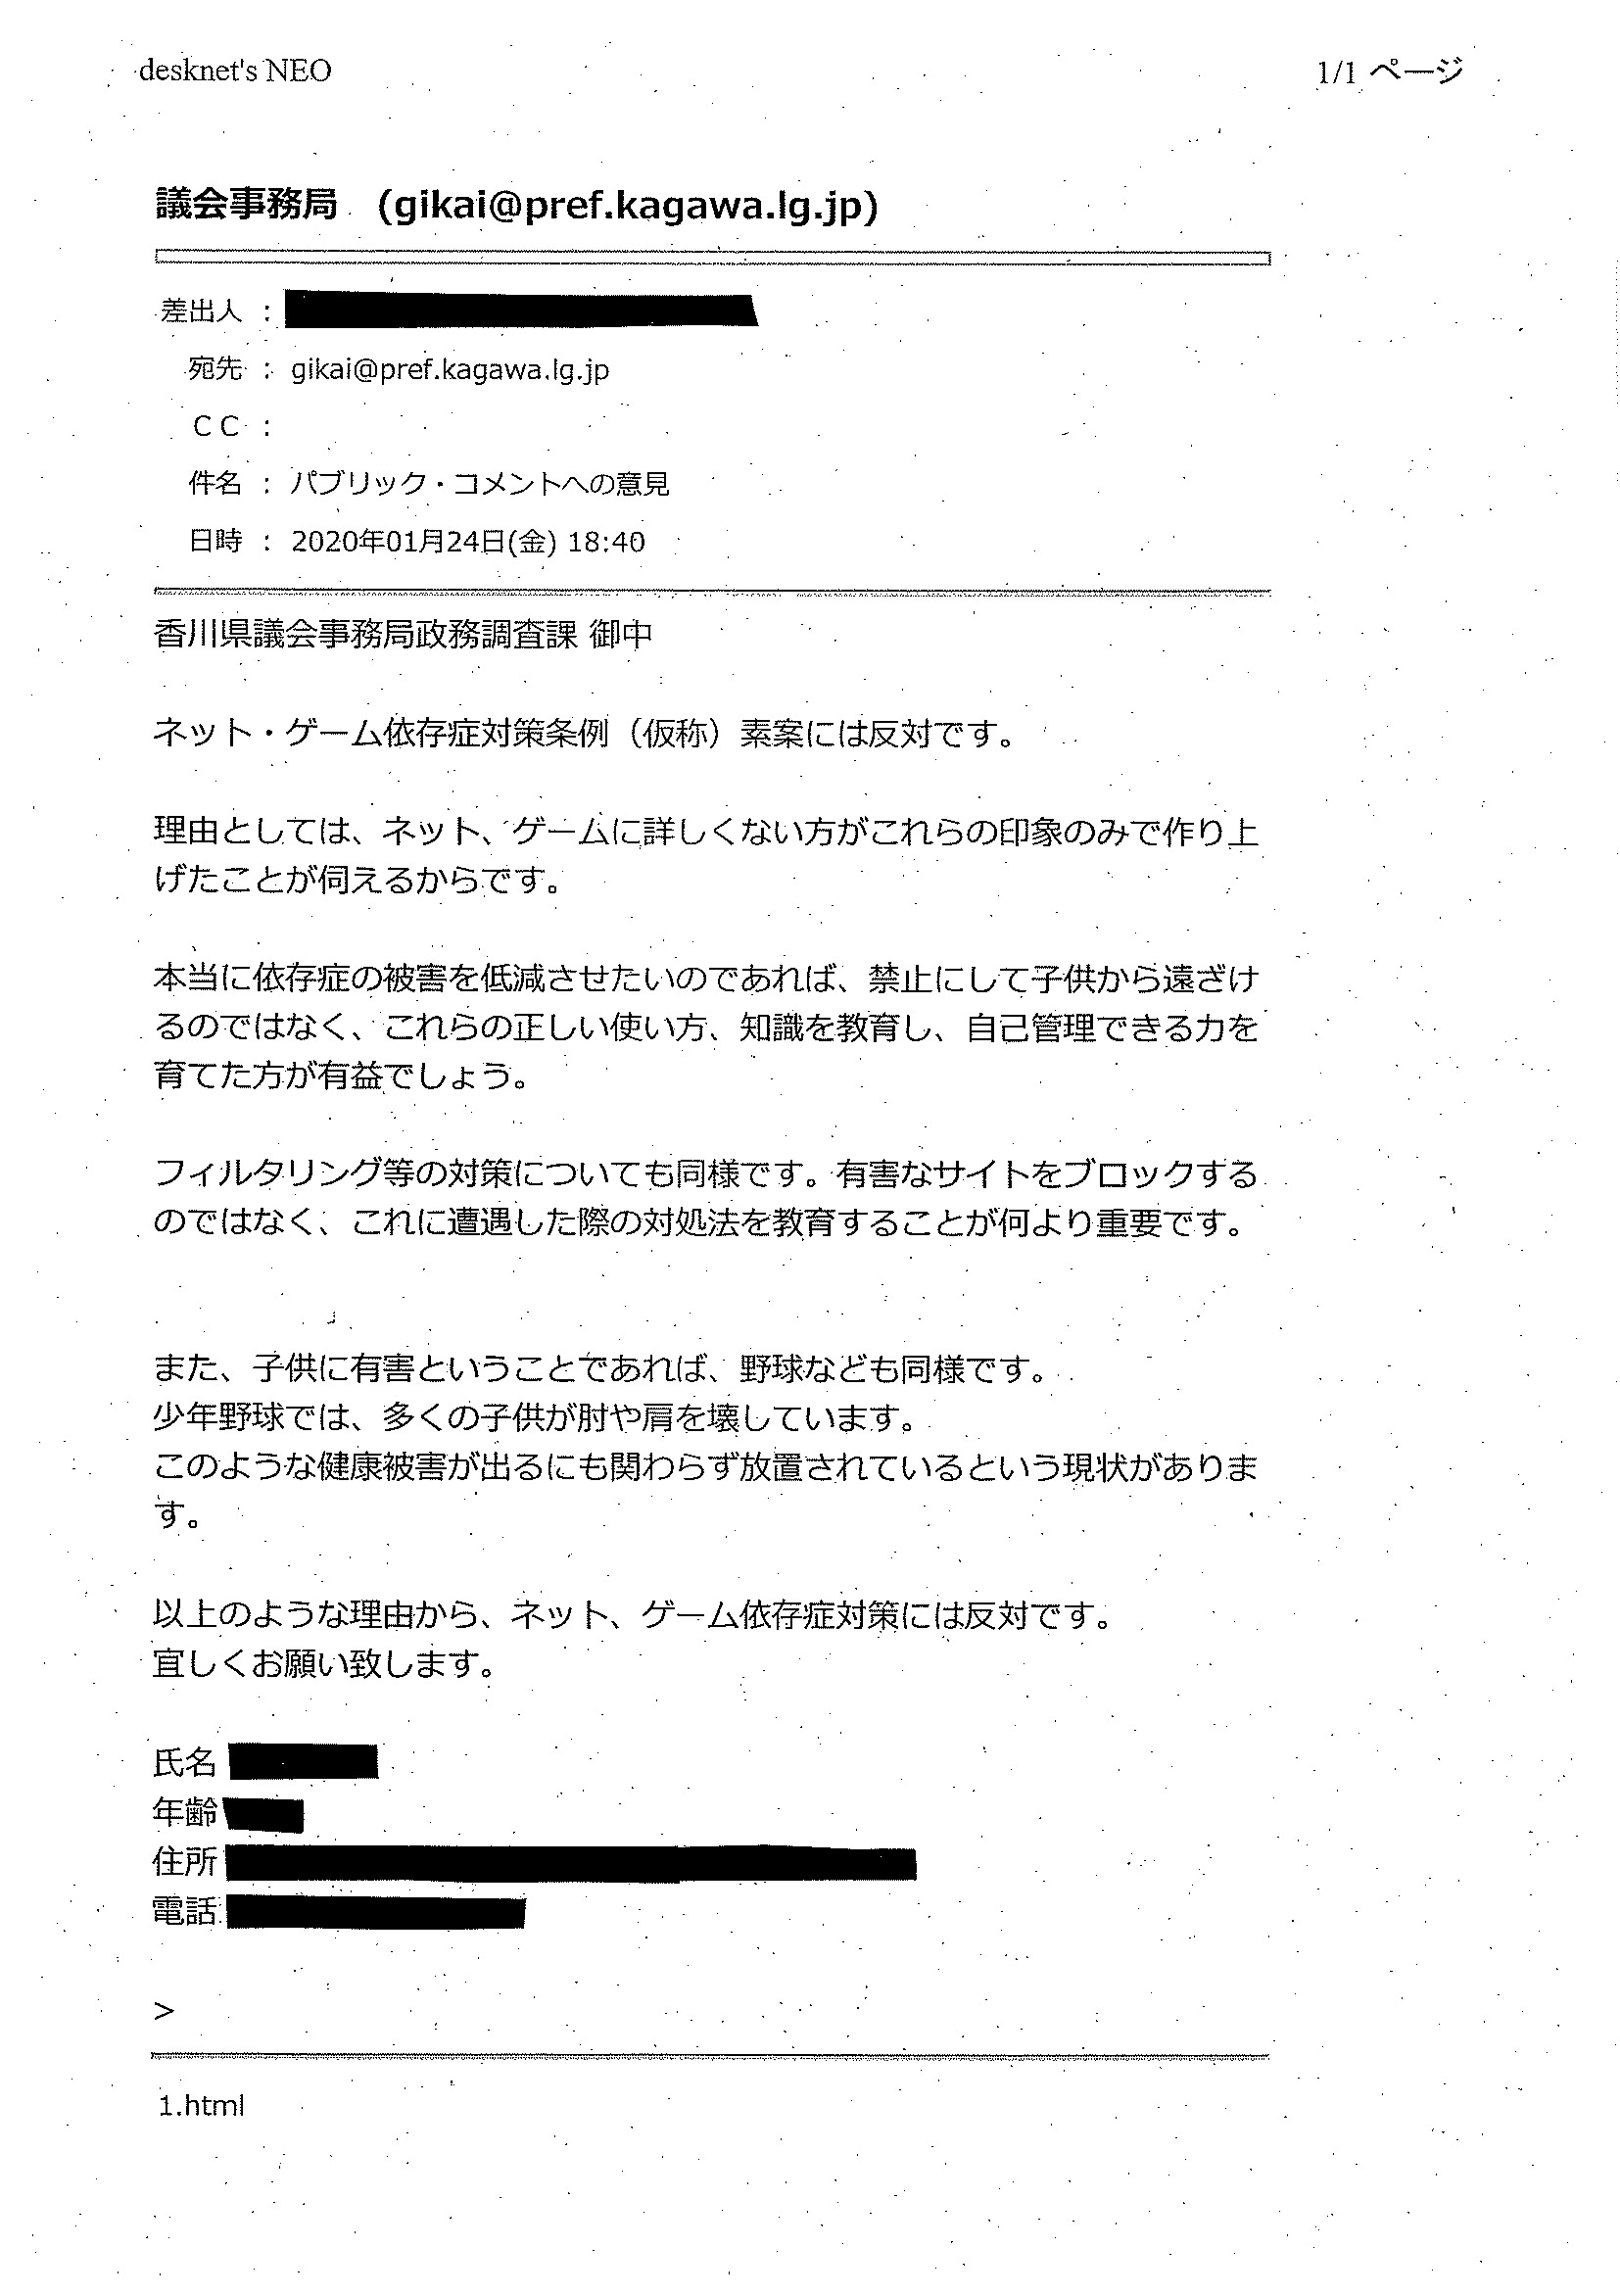 desknet's NEO
1/1 ページ
議会事務局 (gikai@pref.kagawa.lg.jp)
差出人 :
宛先 : gikai@pref.kagawa.lg.jp
ＣＣ :
件名 : パブリック・コメントへの意見
日時 : 2020年01月24日(金) 18:40
香川県議会事務局政務調査課 御中
ネット・ゲーム依存症対策条例（仮称）素案には反対です。
理由としては、ネット、ゲームに詳しくない方がこれらの印象のみで作り上
げたことが伺えるからです。
本当に依存症の被害を低減させたいのであれば、禁止にして子供から遠ざけ
るのではなく、これらの正しい使い方、知識を教育し、自己管理できる力を
育てた方が有益でしょう。
フィルタリング等の対策についても同様です。有害なサイトをブロックする
のではなく、これに遭遇した際の対処法を教育することが何より重要です。
また、子供に有害ということであれば、野球なども同様です。
少年野球では、多くの子供が肘や肩を壊しています。
このような健康被害が出るにも関わらず放置されているという現状がありま
す。
以上のような理由から、ネット、ゲーム依存症対策には反対です。
宜しくお願い致します。
氏名
年齢
住所
電話
>
1.html